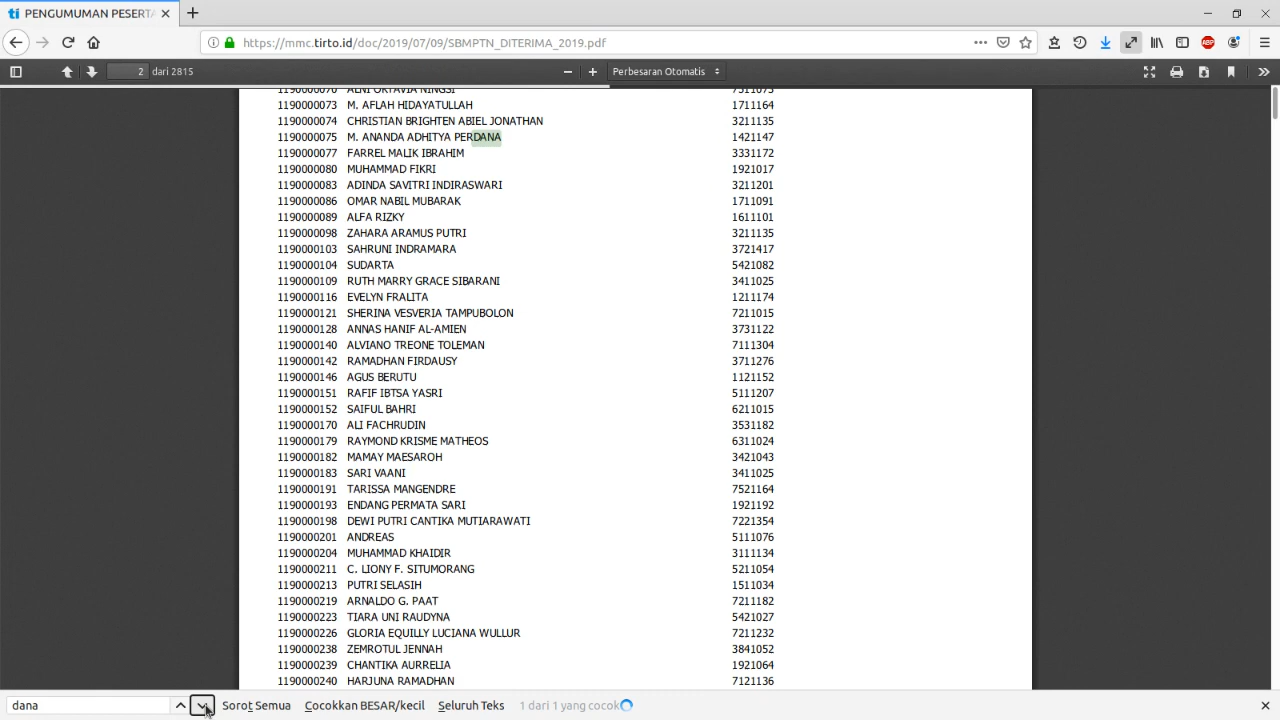 PENGUMUMAN PESERTA
https://mmc.tirto.id/doc/2019/07/09/SBMPTN_DITERIMA_2019.pdf
ABP
2 dari 2815
Perbesaran Otomatis
1190000070 ALNI OKTAVIA NINGSI 7511073
1190000073 M. AFLAH HIDAYATULLAH 1711164
1190000074 CHRISTIAN BRIGHTEN ABIEL JONATHAN 3211135
1190000075 M. ANANDA ADHITYA PERDANA 1421147
1190000077 FARREL MALIK IBRAHIM 3331172
1190000080 MUHAMMAD FIKRI 1921017
1190000083 ADINDA SAVITRI INDIRASWARI 3211201
1190000086 OMAR NABIL MUBARAK 1711091
1190000089 ALFA RIZKY 1611101
1190000098 ZAHARA ARAMUS PUTRI 3211135
1190000103 SAHRUNI INDRAMARA 3721417
1190000104 SUDARTA 5421082
1190000109 RUTH MARRY GRACE SIBARANI 3411025
1190000116 EVELYN FRALITA 1211174
1190000121 SHERINA VESVERIA TAMPUBOLON 7211015
1190000128 ANNAS HANIF AL-AMIEN 3731122
1190000140 ALVIANO TREONE TOLEMAN 7111304
1190000142 RAMADHAN FIRDAUSY 3711276
1190000146 AGUS BERUTU 1121152
1190000151 RAFIF IBTSA YASRI 5111207
1190000152 SAIFUL BAHRI 6211015
1190000170 ALI FACHRUDIN 3531182
1190000179 RAYMOND KRISME MATHEOS 6311024
1190000182 MAMAY MAESAROH 3421043
1190000183 SARI VAANI 3411025
1190000191 TARISSA MANGENDRE 7521164
1190000193 ENDANG PERMATA SARI 1921192
1190000198 DEWI PUTRI CANTIKA MUTIARAWATI 7221354
1190000201 ANDREAS 5111076
1190000204 MUHAMMAD KHAIDIR 3111134
1190000211 C. LIONY F. SITUMORANG 5211054
1190000213 PUTRI SELASIH 1511034
1190000219 ARNALDO G. PAAT 7211182
1190000223 TIARA UNI RAUDYNA 5421027
1190000226 GLORIA EQUILLY LUCIANA WULLUR 7211232
1190000238 ZEMROTUL JENNAH 3841052
1190000239 CHANTIKA AURRELIA 1921064
1190000240 HARJUNA RAMADHAN 7121136
dana
Sorot Semua
Cocokkan BESAR/kecil
Seluruh Teks
1 dari 1 yang cocok